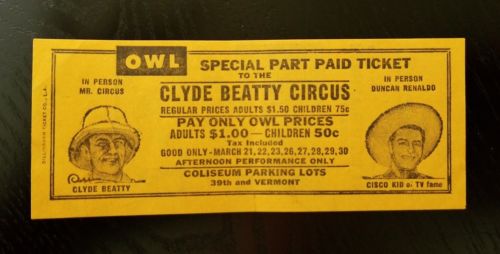 OWL
SPECIAL PART PAID TICKET
TO THE
CLYDE BEATTY CIRCUS
REGULAR PRICES ADULTS $1.50 CHILDREN 75c
PAY ONLY OWL PRICES
ADULTS $1.00 — CHILDREN 50c
Tax Included
GOOD ONLY - MARCH 21, 22, 23, 26, 27, 28, 29, 30
AFTERNOON PERFORMANCE ONLY
COLISEUM PARKING LOTS
39th and VERMONT
IN PERSON
MR. CIRCUS
CLYDE BEATTY
IN PERSON
DUNCAN RENALDO
CISCO KID of TV fame
TICKET CO., L.A.